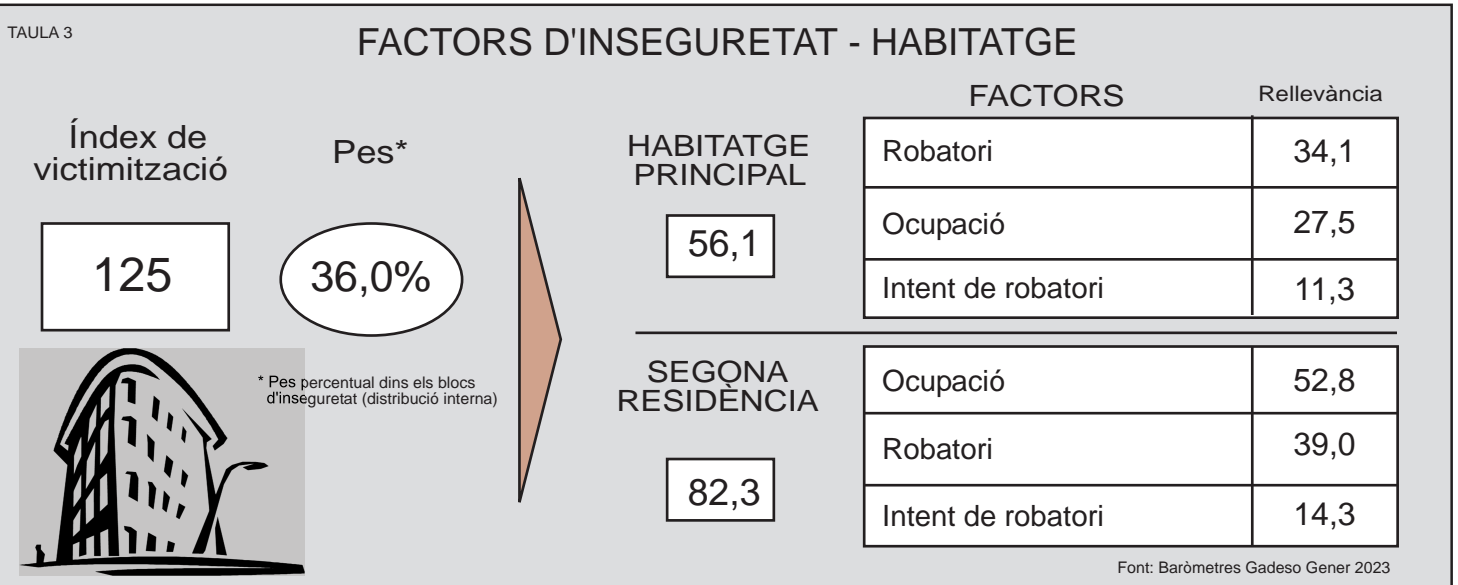 TAULA 3
FACTORS D'INSEGURETAT - HABITATGE
Índex de
victimització
125
Pes*
36,0%
* Pes percentual dins els blocs
d'inseguretat (distribució interna)
FACTORS
Rellevància
HABITATGE
PRINCIPAL
56,1
Robatori 34,1
Ocupació 27,5
Intent de robatori 11,3
SEGONA
RESIDÈNCIA
82,3
Ocupació 52,8
Robatori 39,0
Intent de robatori 14,3
Font: Baròmetres Gadeso Gener 2023